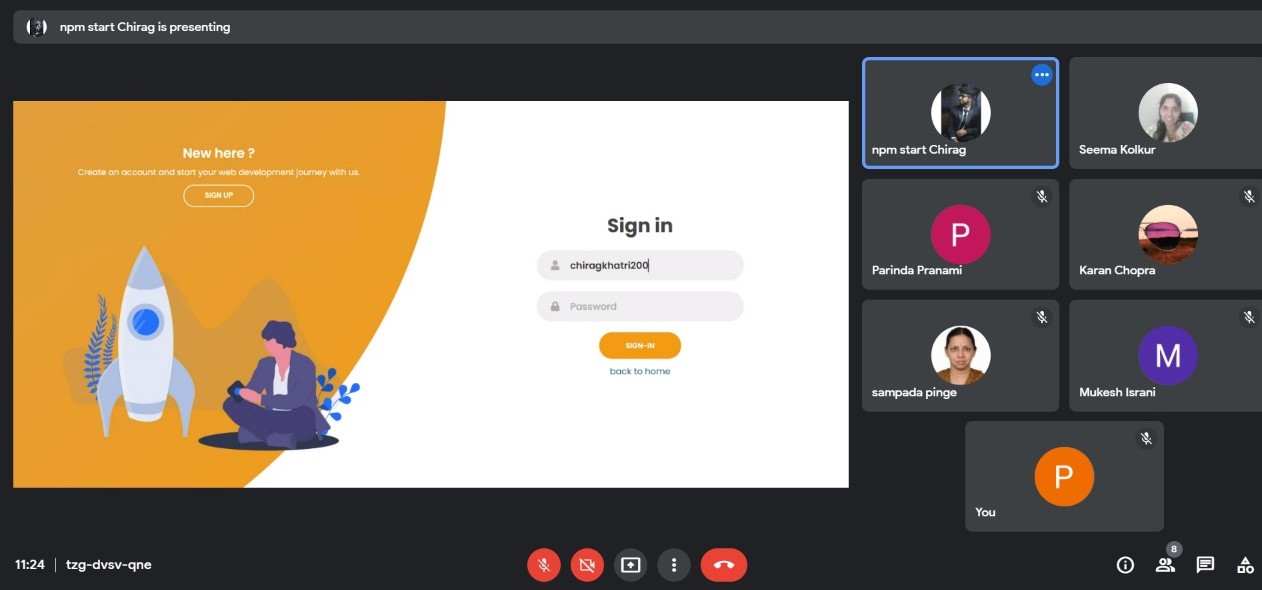 npm start Chirag is presenting
New here ?
Create an account and start your web development journey with us.
SIGN UP
Sign in
chiragkhatri200
Password
SIGN-IN
back to home
npm start Chirag
Seema Kolkur
P
Parinda Pranami
Karan Chopra
sampada pinge
M
Mukesh Israni
P
You
11:24 | tzg-dvsv-qne
8